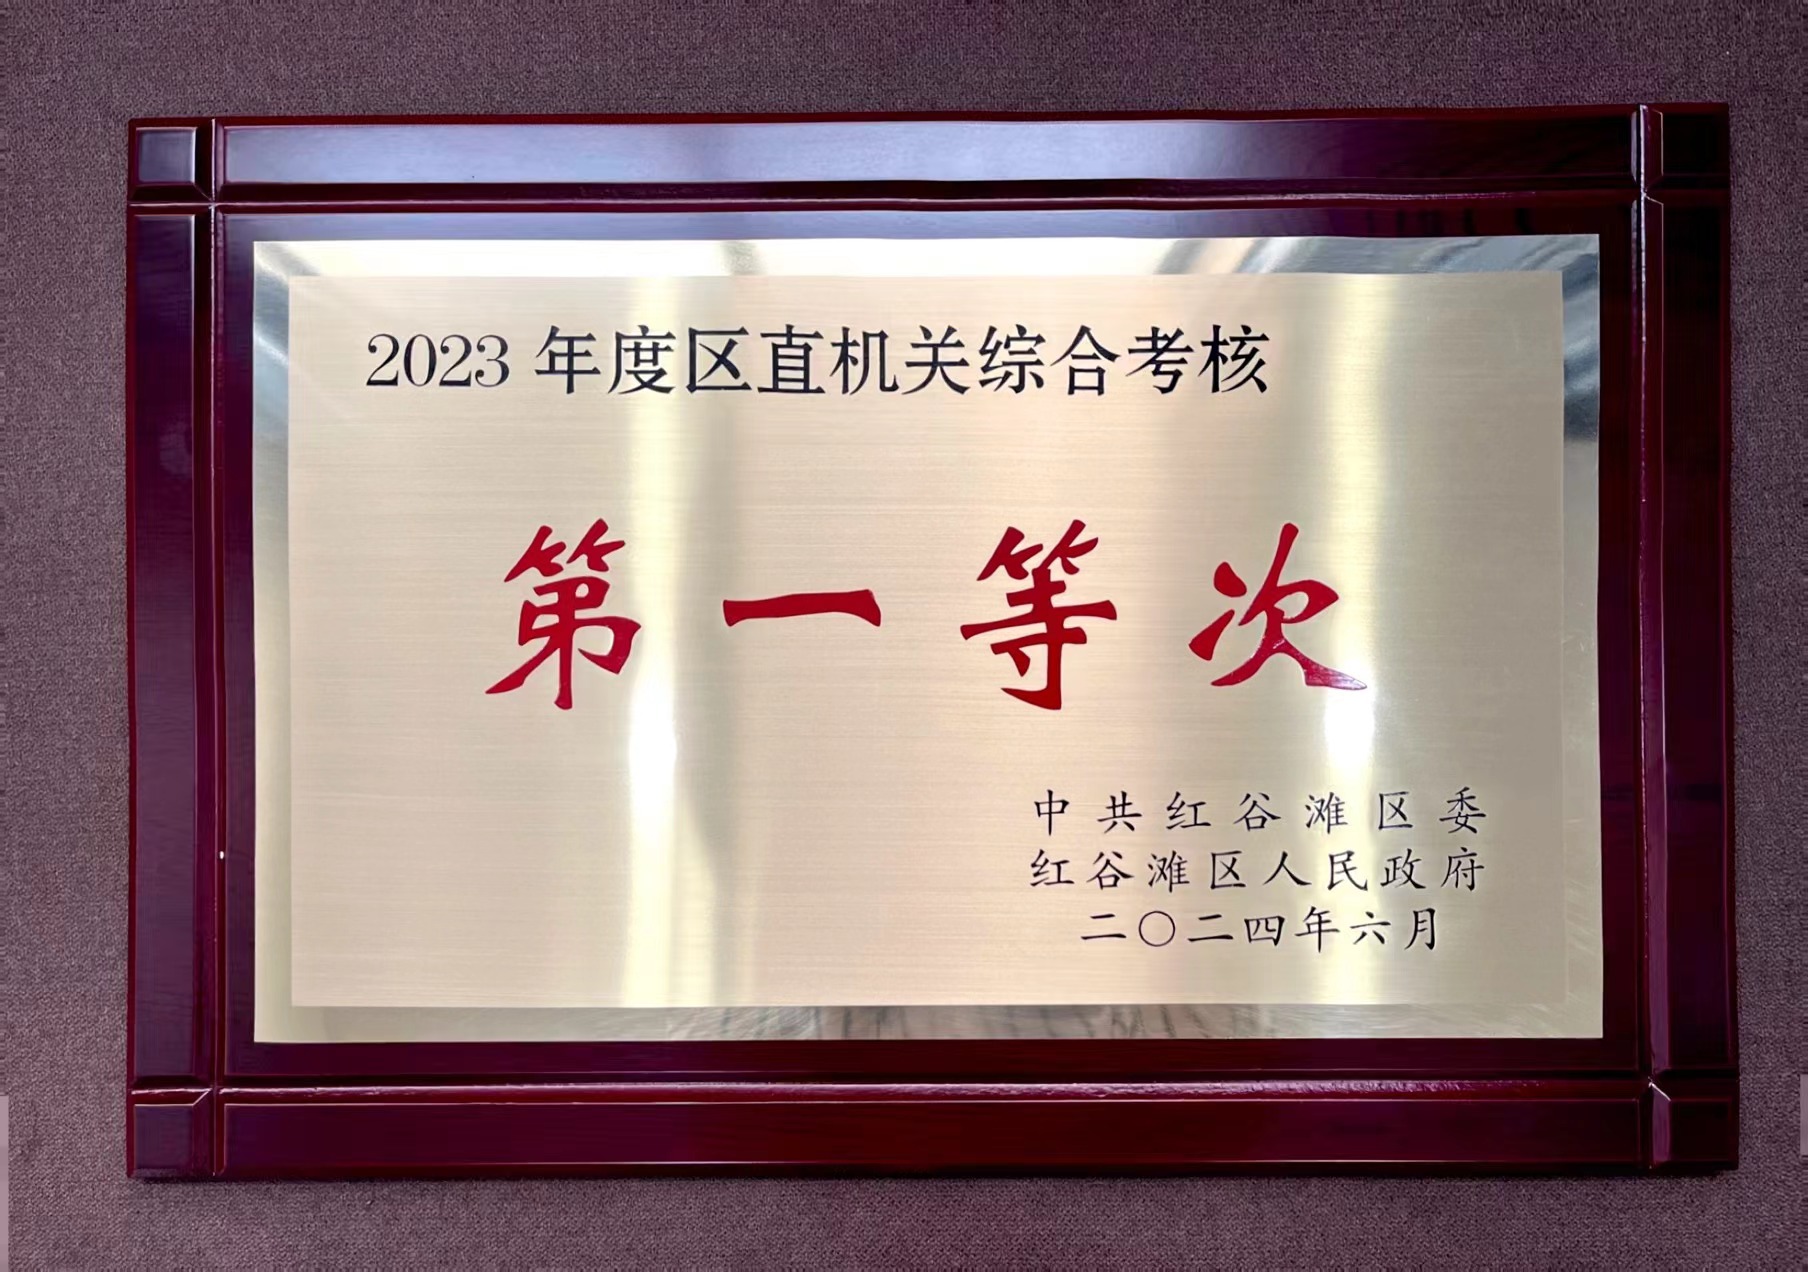 2023 年度区直机关综合考核
第一等次
中共红谷滩区委
红谷滩区人民政府
二〇二四年六月